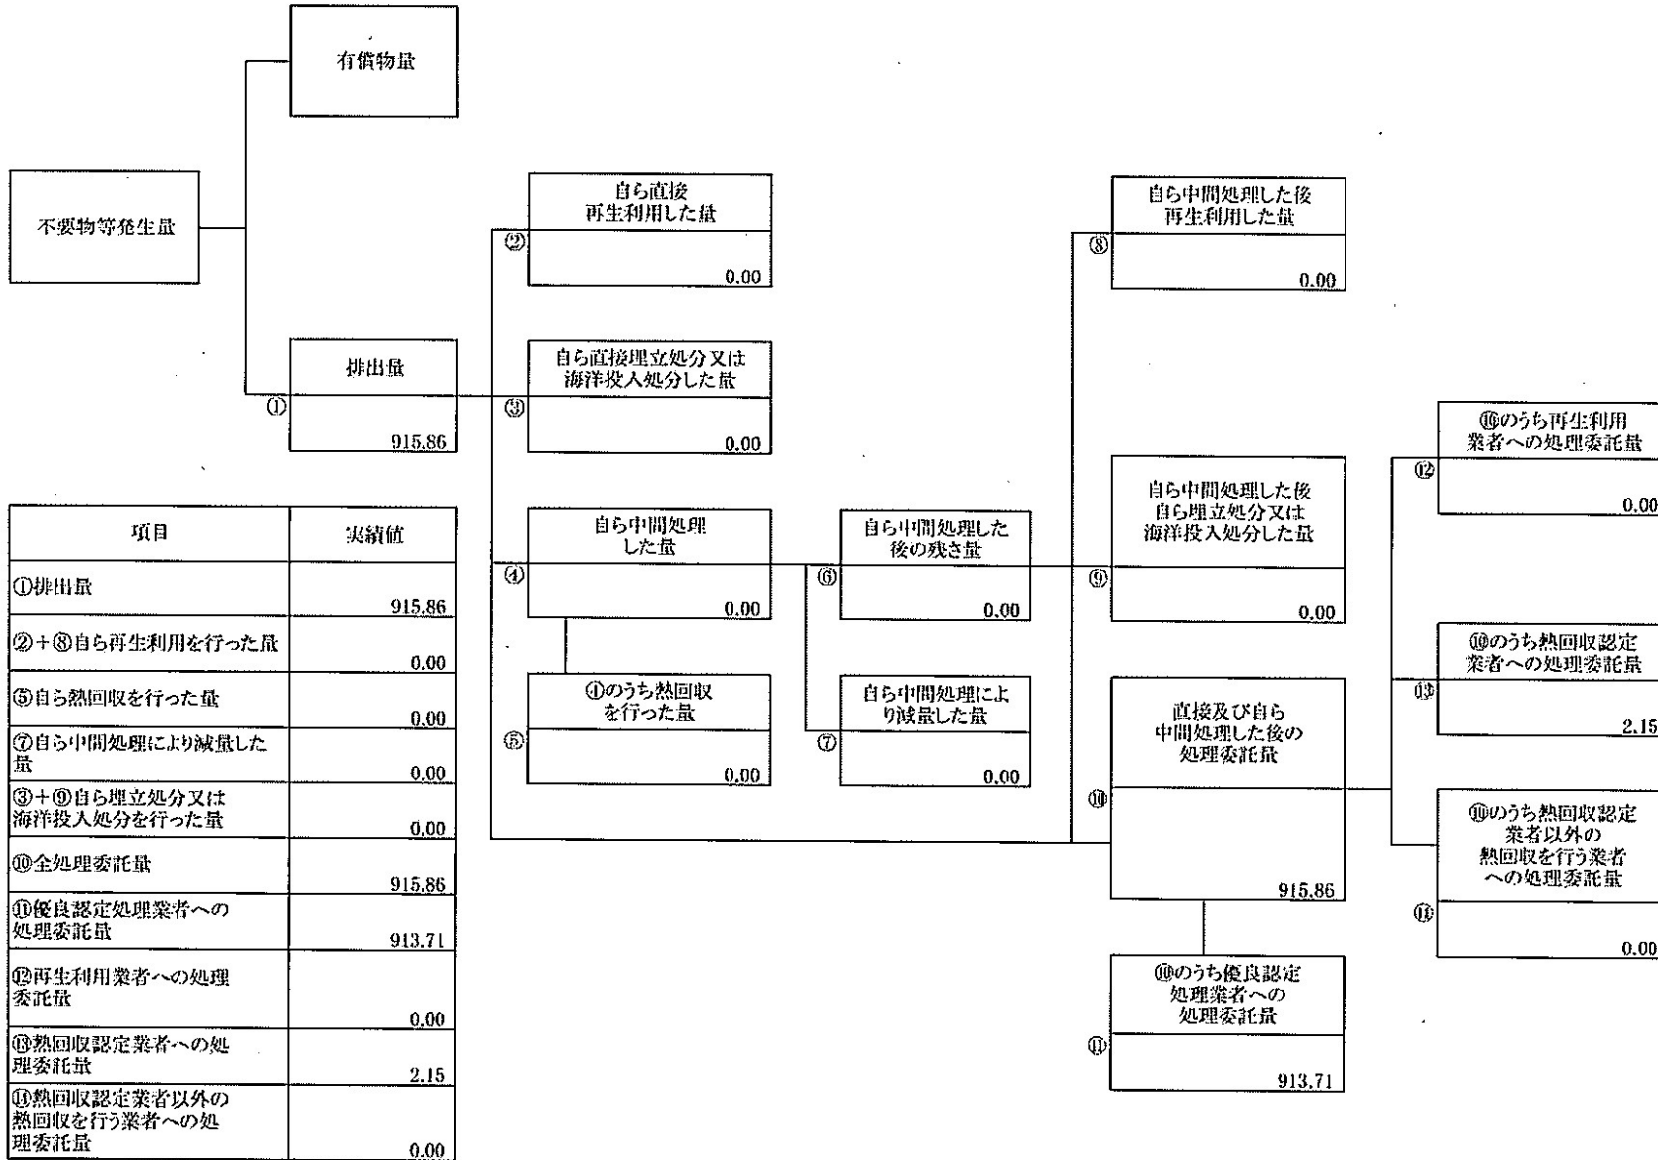 有償物量
不要物等発生量
排出量
①
915.86
自ら直接
再生利用した量
②
0.00
自ら直接埋立処分又は
海洋投入処分した量
③
0.00
自ら中間処理
した量
④
0.00
④のうち熱回収
を行った量
⑤
0.00
自ら中間処理した
後の残さ量
⑥
0.00
自ら中間処理によ
り減量した量
⑦
0.00
自ら中間処理した後
再生利用した量
⑧
0.00
自ら中間処理した後
自ら埋立処分又は
海洋投入処分した量
⑨
0.00
直接及び自ら
中間処理した後の
処理委託量
⑩
915.86
⑩のうち優良認定
処理業者への
処理委託量
⑪
913.71
⑩のうち再生利用
業者への処理委託量
⑫
0.00
⑩のうち熱回収認定
業者への処理委託量
⑬
2.15
⑩のうち熱回収認定
業者以外の
熱回収を行う業者
への処理委託量
⑭
0.00
項目 実績値
①排出量
915.86
②+⑧自ら再生利用を行った量
0.00
⑤自ら熱回収を行った量
0.00
⑦自ら中間処理により減量した
量
0.00
③+⑨自ら埋立処分又は
海洋投入処分を行った量
0.00
⑩全処理委託量
915.86
⑪優良認定処理業者への
処理委託量
913.71
⑫再生利用業者への処理
委託量
0.00
⑬熱回収認定業者への処
理委託量
2.15
⑭熱回収認定業者以外の
熱回収を行う業者への処
理委託量
0.00